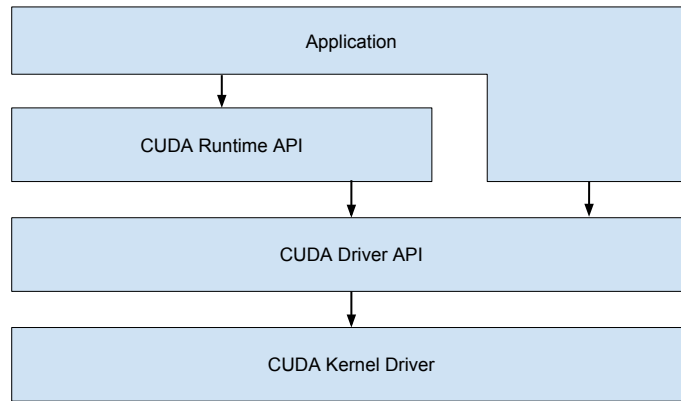 Application
CUDA Runtime API
CUDA Driver API
CUDA Kernel Driver